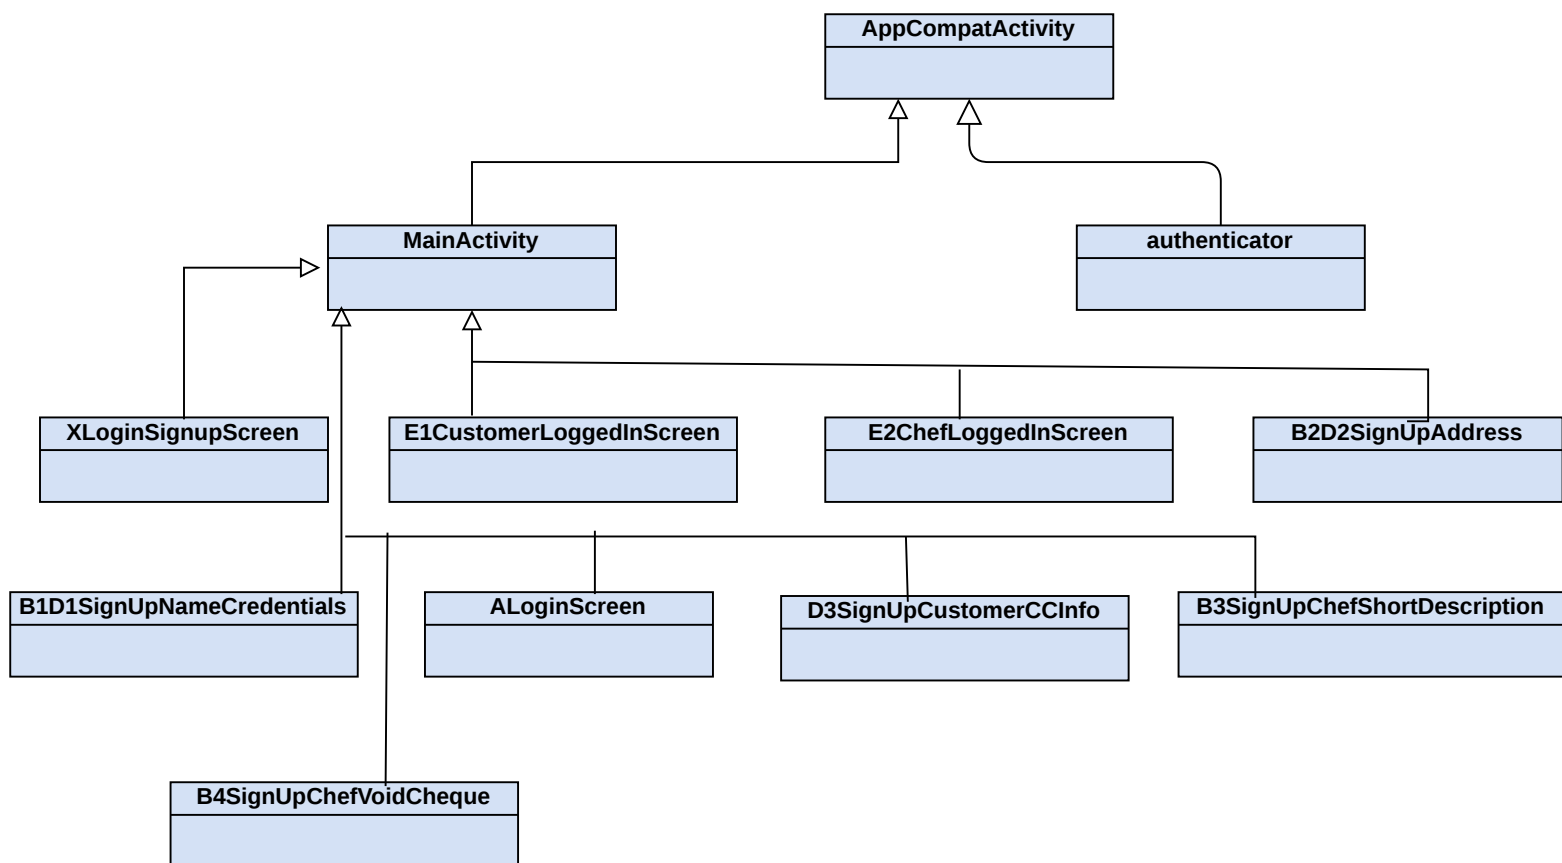 AppCompatActivity
MainActivity
authenticator
XLoginSignupScreen
E1CustomerLoggedInScreen
E2ChefLoggedInScreen
B2D2SignUpAddress
B1D1SignUpNameCredentials
ALoginScreen
D3SignUpCustomerCCInfo
B3SignUpChefShortDescription
B4SignUpChefVoidCheque